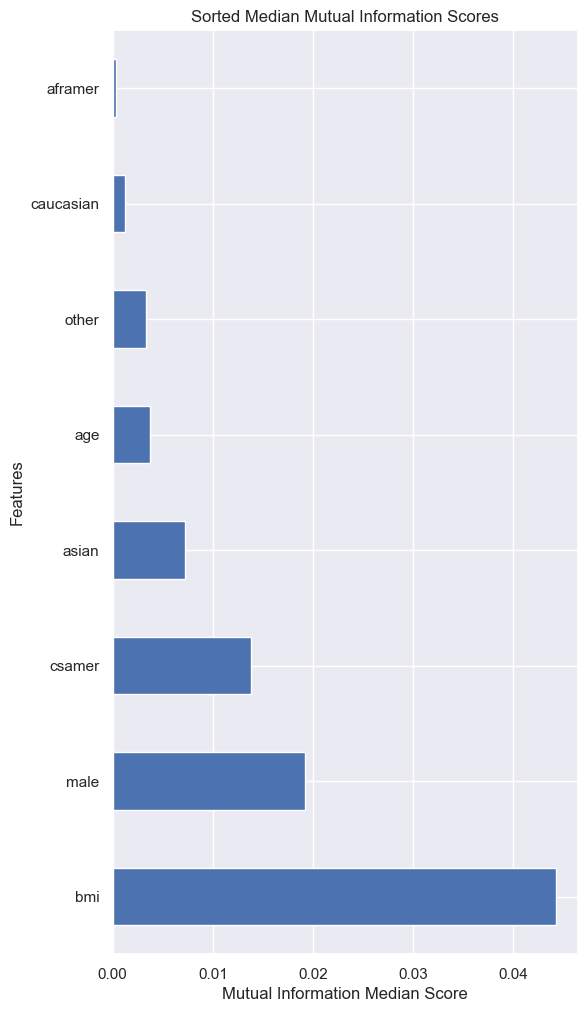 Sorted Median Mutual Information Scores
Features
aframer
caucasian
other
age
asian
csamer
male
bmi
0.00 0.01 0.02 0.03 0.04
Mutual Information Median Score